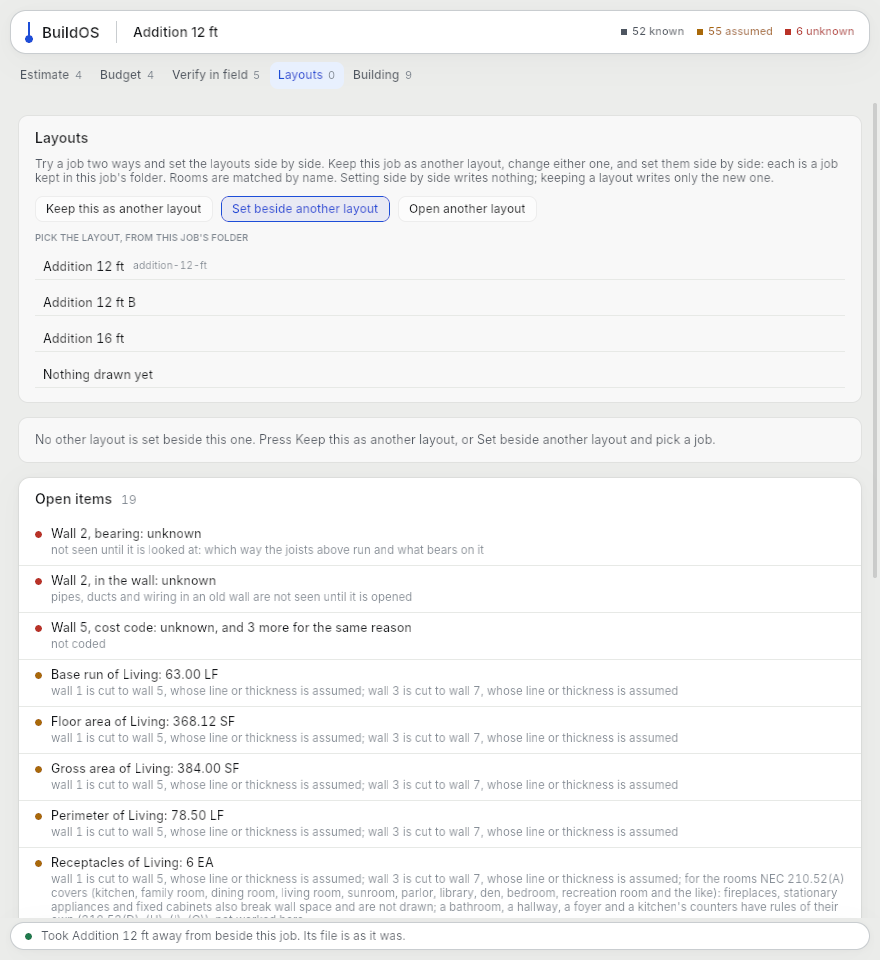 BuildOS
Addition 12 ft
52 known
55 assumed
6 unknown
Estimate 4
Budget 4
Verify in field 5
Layouts 0
Building 9
Layouts
Try a job two ways and set the layouts side by side. Keep this job as another layout, change either one, and set them side by side: each is a job
kept in this job's folder. Rooms are matched by name. Setting side by side writes nothing; keeping a layout writes only the new one.
Keep this as another layout
Set beside another layout
Open another layout
PICK THE LAYOUT, FROM THIS JOB'S FOLDER
Addition 12 ft addition-12-ft
Addition 12 ft B
Addition 16 ft
Nothing drawn yet
No other layout is set beside this one. Press Keep this as another layout, or Set beside another layout and pick a job.
Open items 19
Wall 2, bearing: unknown
not seen until it is looked at: which way the joists above run and what bears on it
Wall 2, in the wall: unknown
pipes, ducts and wiring in an old wall are not seen until it is opened
Wall 5, cost code: unknown, and 3 more for the same reason
not coded
Base run of Living: 63.00 LF
wall 1 is cut to wall 5, whose line or thickness is assumed; wall 3 is cut to wall 7, whose line or thickness is assumed
Floor area of Living: 368.12 SF
wall 1 is cut to wall 5, whose line or thickness is assumed; wall 3 is cut to wall 7, whose line or thickness is assumed
Gross area of Living: 384.00 SF
wall 1 is cut to wall 5, whose line or thickness is assumed; wall 3 is cut to wall 7, whose line or thickness is assumed
Perimeter of Living: 78.50 LF
wall 1 is cut to wall 5, whose line or thickness is assumed; wall 3 is cut to wall 7, whose line or thickness is assumed
Receptacles of Living: 6 EA
wall 1 is cut to wall 5, whose line or thickness is assumed; wall 3 is cut to wall 7, whose line or thickness is assumed; for the rooms NEC 210.52(A)
covers (kitchen, family room, dining room, living room, sunroom, parlor, library, den, bedroom, recreation room and the like): fireplaces, stationary
appliances and fixed cabinets also break wall space and are not drawn; a bathroom, a hallway, a foyer and a kitchen's counters have rules of their
Took Addition 12 ft away from beside this job. Its file is as it was.